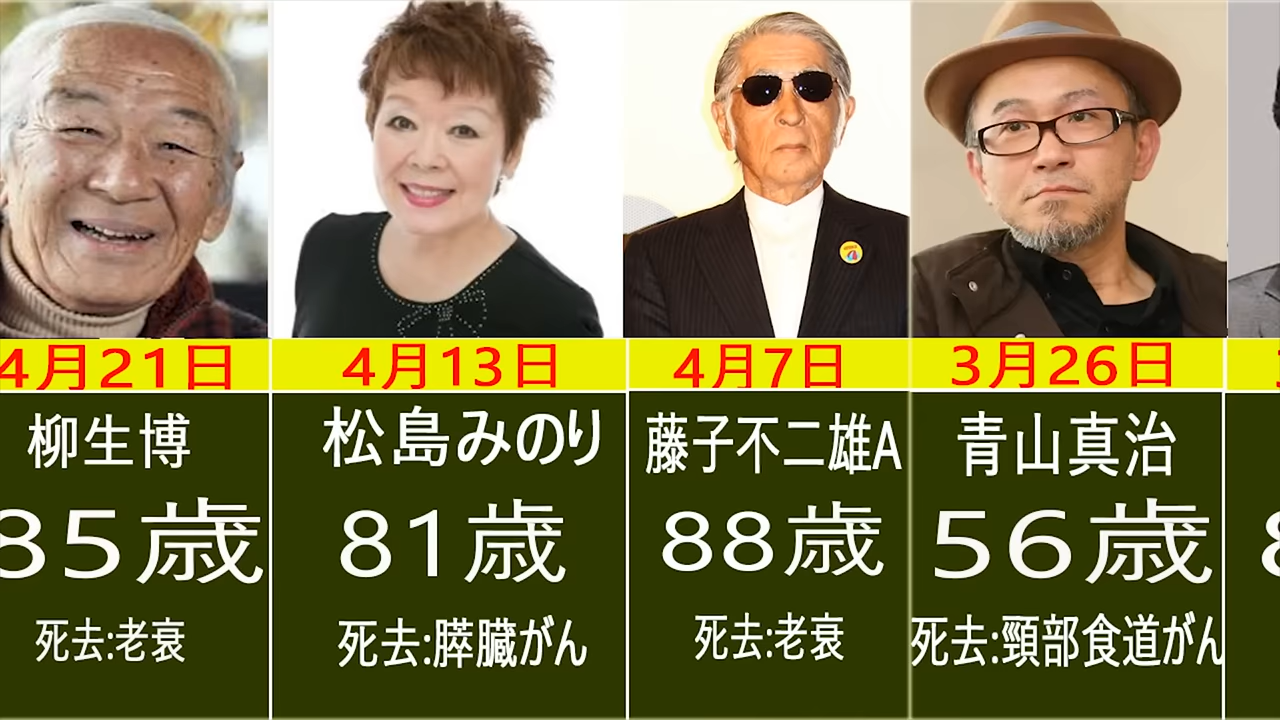 4月21日
柳生博
85歳
死去:老衰
4月13日
松島みのり
81歳
死去:膵臓がん
4月7日
藤子不二雄A
88歳
死去:老衰
3月26日
青山真治
56歳
死去:頸部食道がん